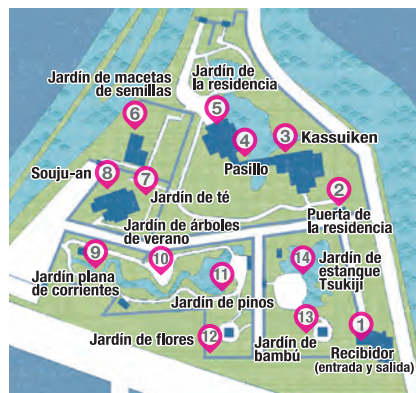 Jardín de macetas
de semillas
6
Jardín de
la residencia
5
4
Pasillo
3
Kassuiken
Souju-an
8
7
Jardín de té
2
Puerta de
la residencia
Jardín de árboles
de verano
9
Jardín plana
de corrientes
10
11
Jardín de pinos
14
Jardín de
estanque
Tsukiji
Jardín de flores
12
13
Jardín de
bambú
1
Recibidor
(entrada y salida)